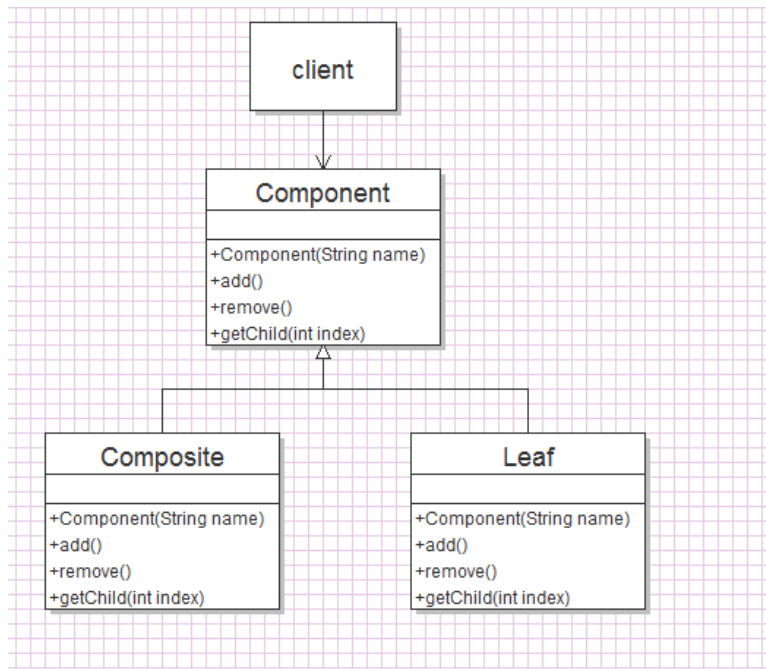 client
Component
+Component(String name)
+add()
+remove()
+getChild(int index)
Composite
+Component(String name)
+add()
+remove()
+getChild(int index)
Leaf
+Component(String name)
+add()
+remove()
+getChild(int index)